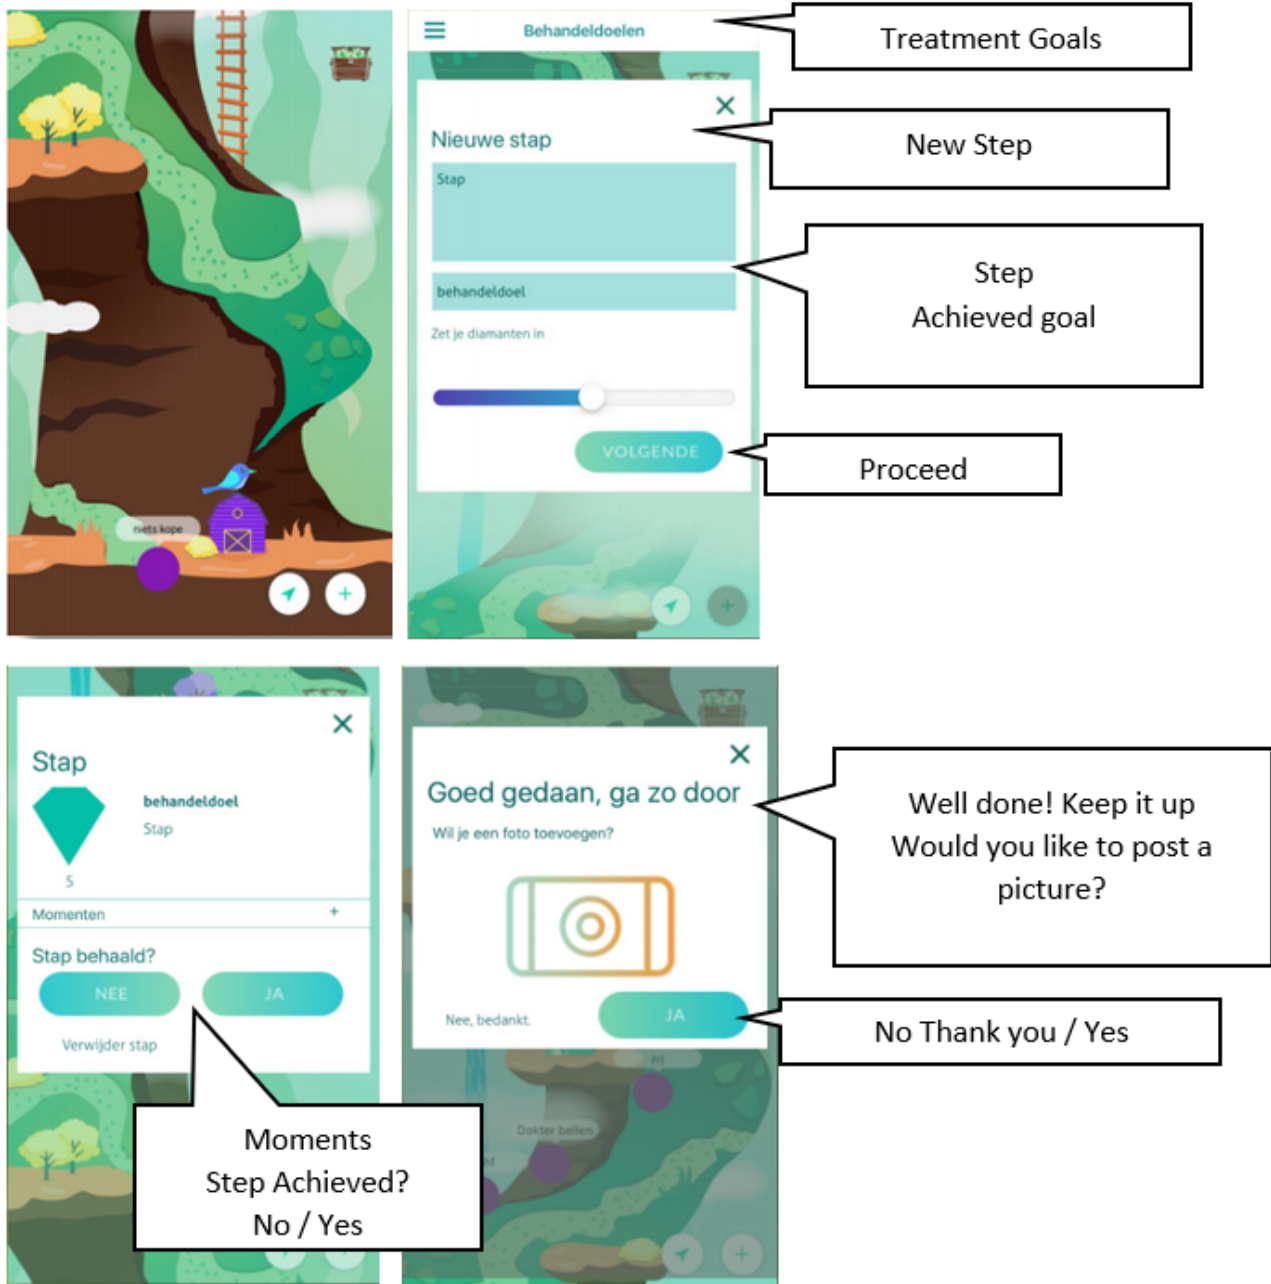 niets kope
Behandeldoelen
Treatment Goals
Nieuwe stap
New Step
Stap
behandeldoel
Step
Achieved goal
Zet je diamanten in
VOLGENDE
Proceed
Stap
behandeldoel
Stap
5
Momenten
Stap behaald?
NEE
JA
Verwijder stap
Moments
Step Achieved?
No / Yes
Goed gedaan, ga zo door
Wil je een foto toevoegen?
Nee, bedankt.
JA
Well done! Keep it up
Would you like to post a
picture?
No Thank you / Yes
Dokter bellen